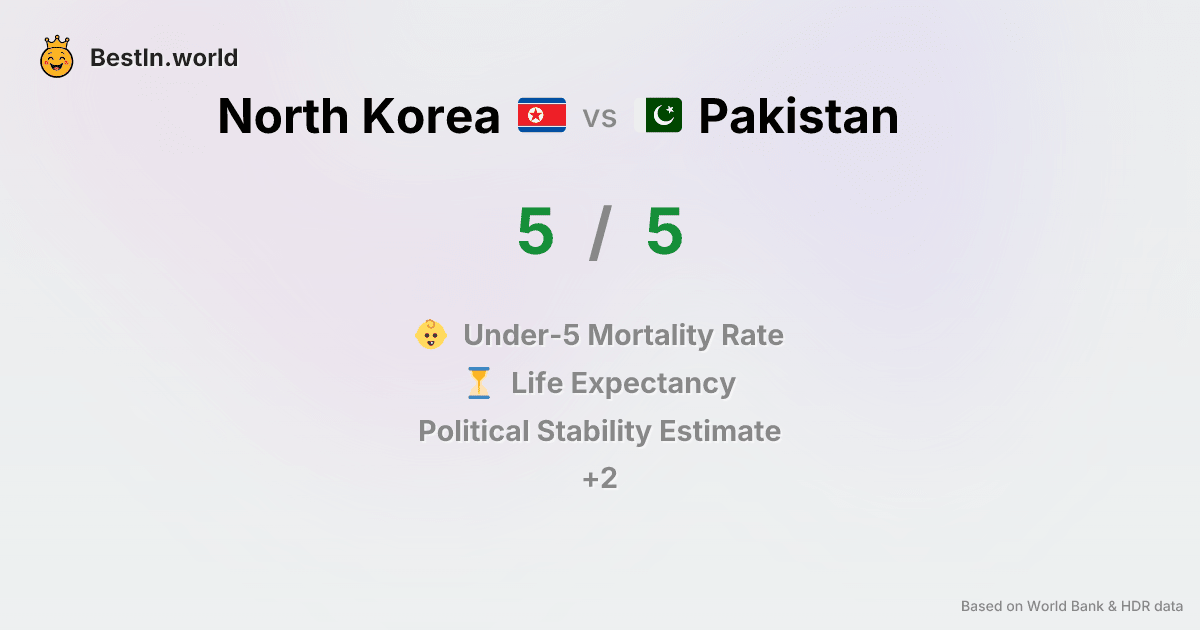 BestIn.world
North Korea vs Pakistan
5 / 5
Under-5 Mortality Rate
Life Expectancy
Political Stability Estimate
+2
Based on World Bank & HDR data